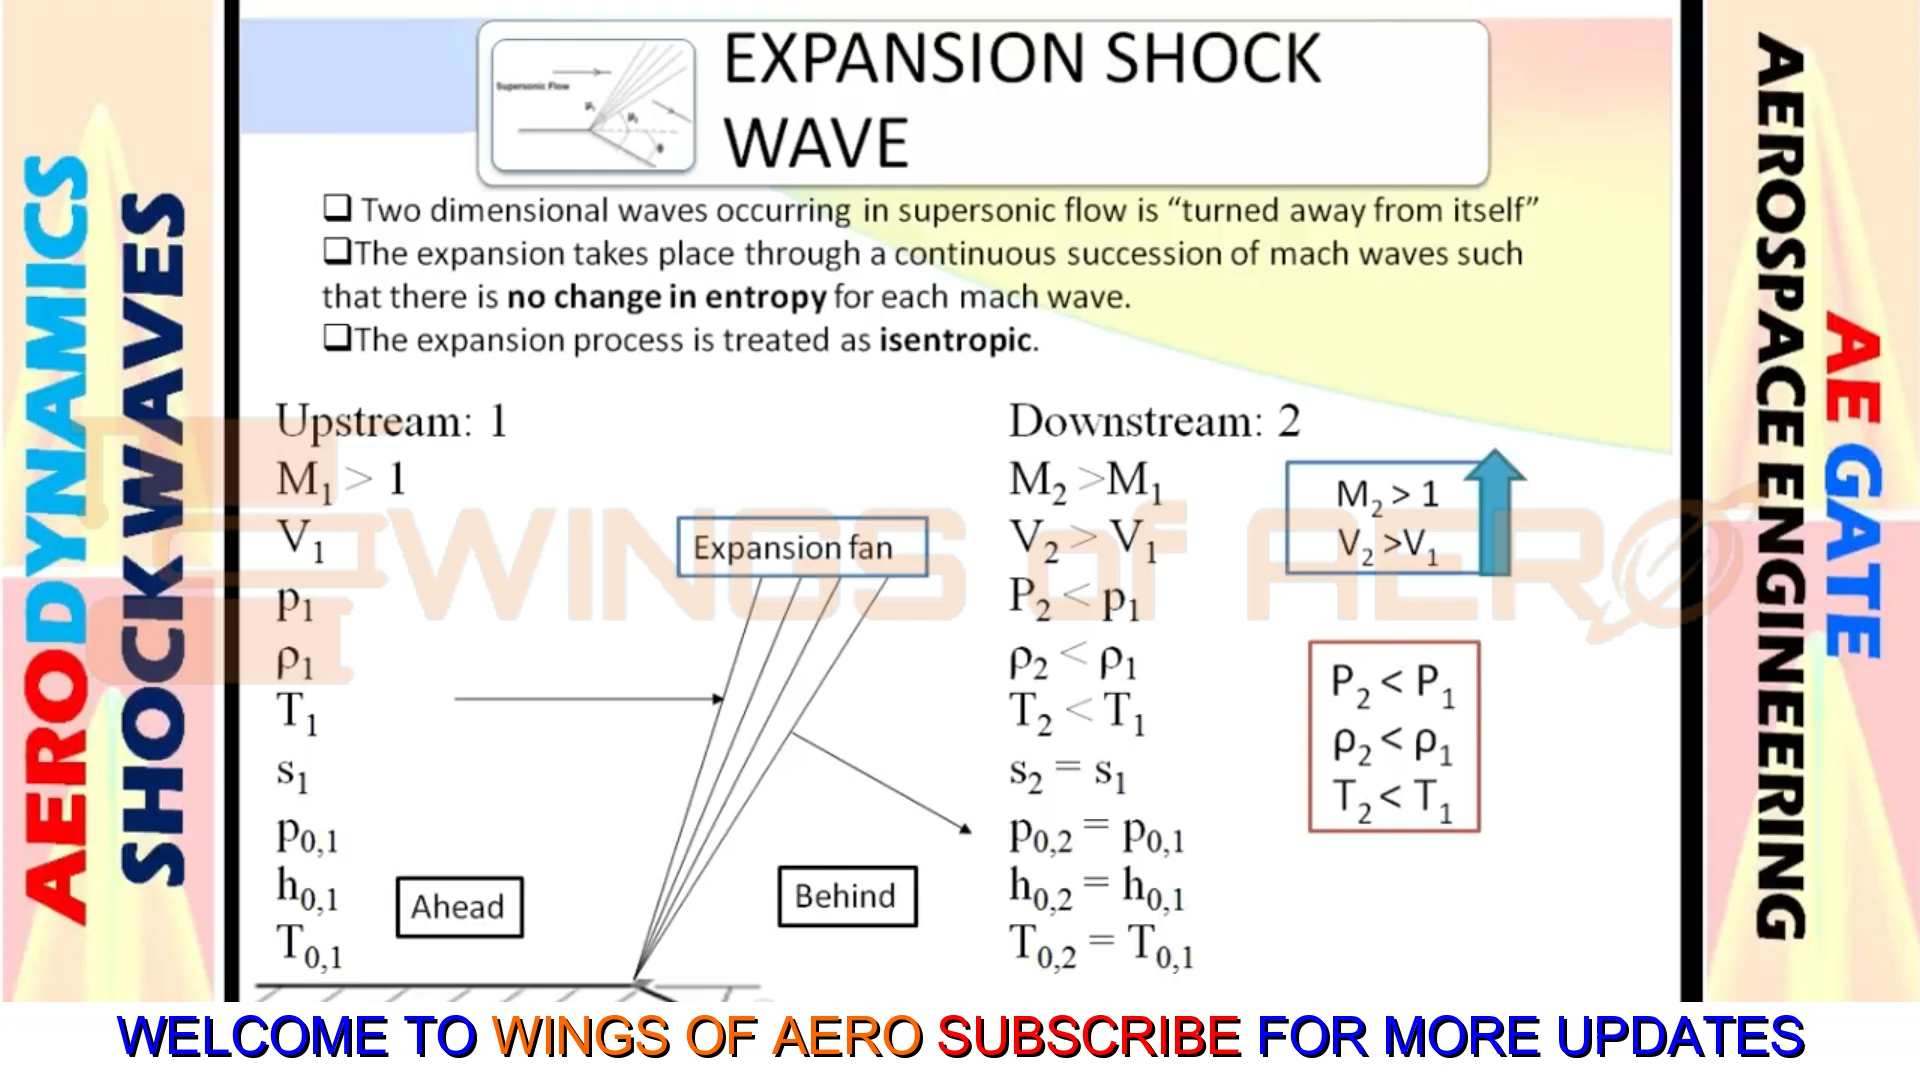 EXPANSION SHOCK
WAVE
Supersonic Flow
❑ Two dimensional waves occurring in supersonic flow is “turned away from itself”
❑The expansion takes place through a continuous succession of mach waves such
that there is no change in entropy for each mach wave.
❑The expansion process is treated as isentropic.
Upstream: 1
M₁ > 1
V₁
p₁
ρ₁
T₁
s₁
p₀,₁
h₀,₁
T₀,₁
Expansion fan
Ahead
Behind
Downstream: 2
M₂ >M₁
V₂ > V₁
P₂ < p₁
ρ₂ < ρ₁
T₂ < T₁
s₂ = s₁
p₀,₂ = p₀,₁
h₀,₂ = h₀,₁
T₀,₂ = T₀,₁
M₂ > 1
V₂ >V₁
P₂ < P₁
ρ₂ < ρ₁
T₂ < T₁
WINGS of AERO
AERODYNAMICS
SHOCKWAVES
AEROSPACE ENGINEERING
AE GATE
WELCOME TO WINGS OF AERO SUBSCRIBE FOR MORE UPDATES